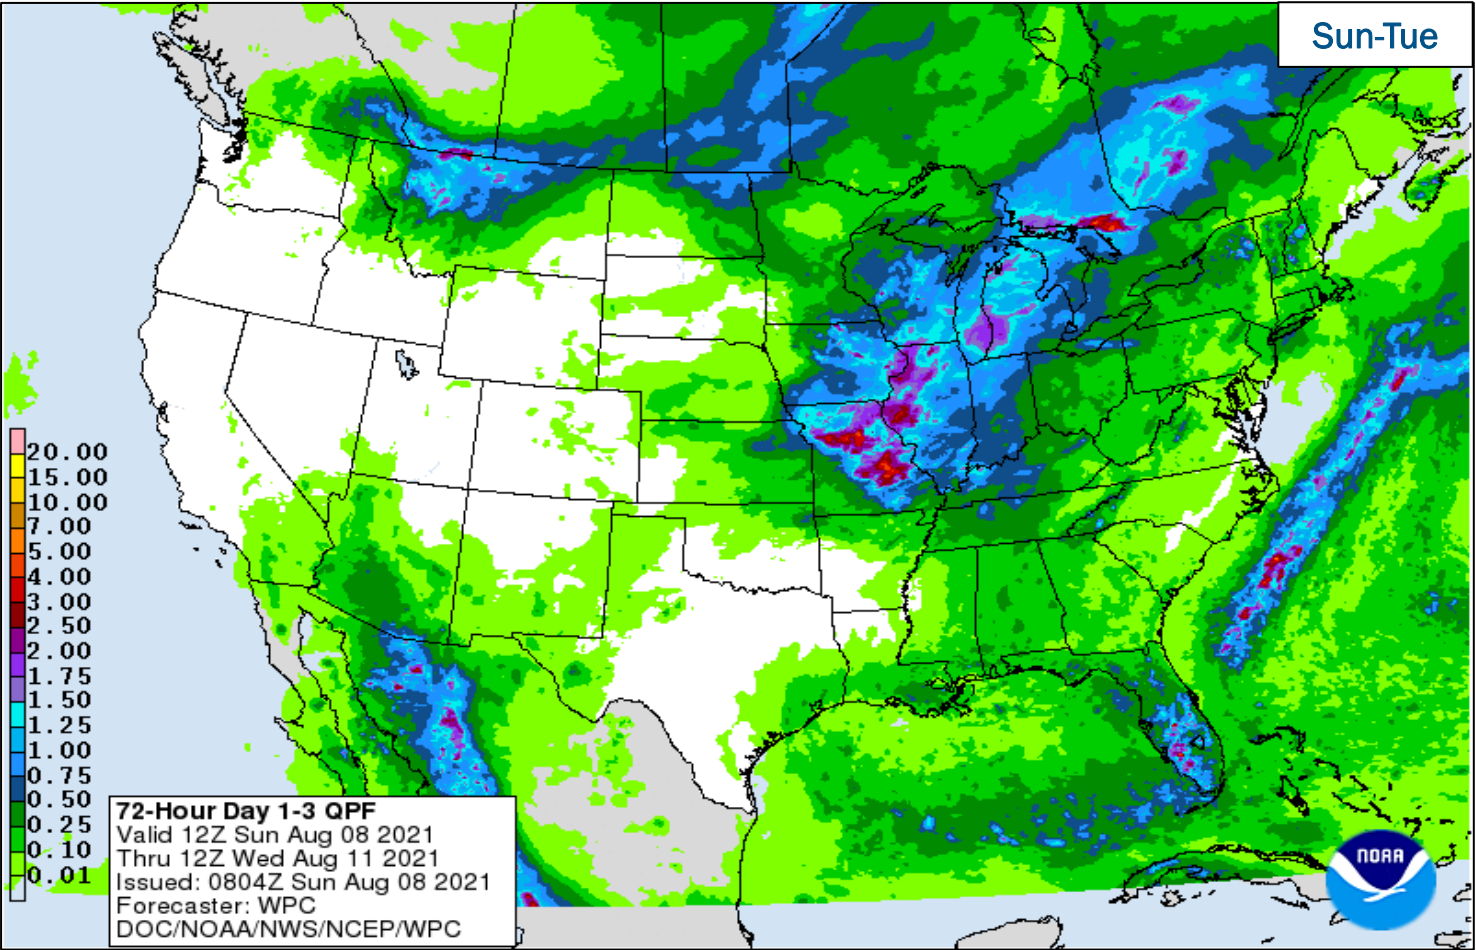 Sun-Tue
20.00
15.00
10.00
7.00
5.00
4.00
3.00
2.50
2.00
1.75
1.50
1.25
1.00
0.75
0.50
0.25
0.10
0.01
72-Hour Day 1-3 QPF
Valid 12Z Sun Aug 08 2021
Thru 12Z Wed Aug 11 2021
Issued: 0804Z Sun Aug 08 2021
Forecaster: WPC
DOC/NOAA/NWS/NCEP/WPC
NOAA